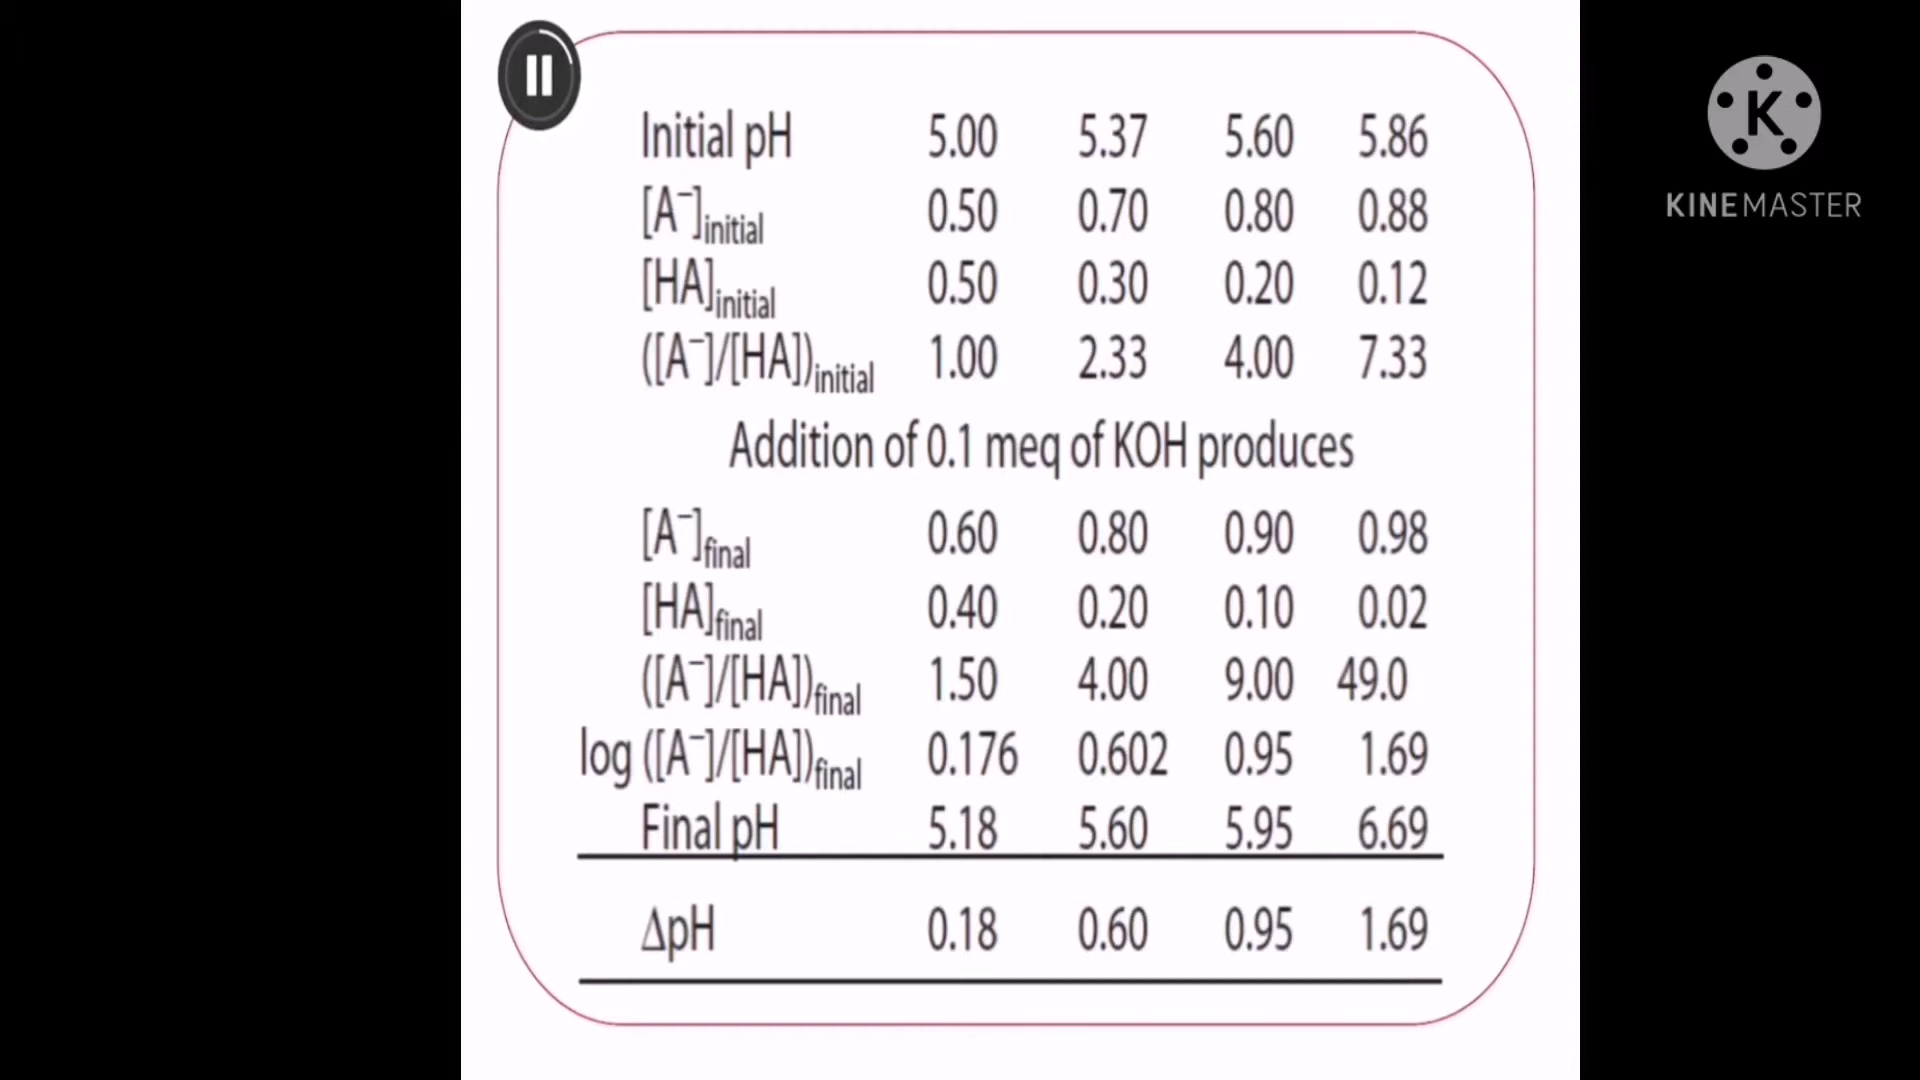 Initial pH 5.00 5.37 5.60 5.86
[A⁻]initial 0.50 0.70 0.80 0.88
[HA]initial 0.50 0.30 0.20 0.12
([A⁻]/[HA])initial 1.00 2.33 4.00 7.33
Addition of 0.1 meq of KOH produces
[A⁻]final 0.60 0.80 0.90 0.98
[HA]final 0.40 0.20 0.10 0.02
([A⁻]/[HA])final 1.50 4.00 9.00 49.0
log ([A⁻]/[HA])final 0.176 0.602 0.95 1.69
Final pH 5.18 5.60 5.95 6.69
ΔpH 0.18 0.60 0.95 1.69
K
KINEMASTER